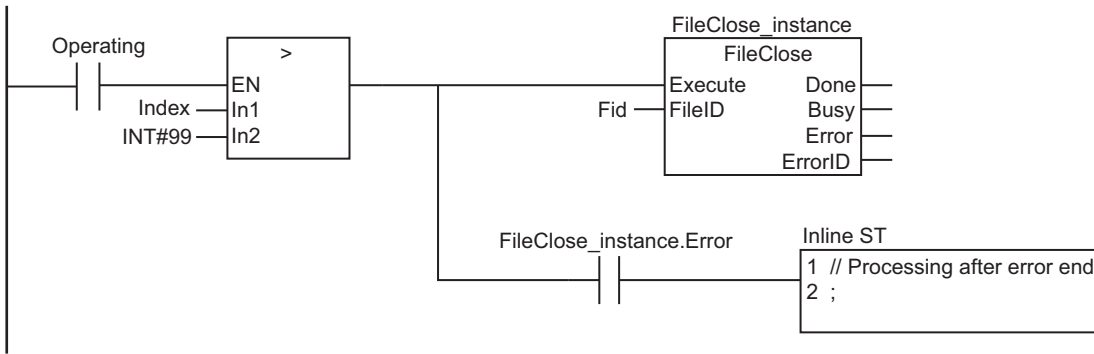 Operating
>
EN
Index
In1
INT#99
In2
FileClose_instance
FileClose
Execute
Done
Fid
FileID
Busy
Error
ErrorID
FileClose_instance.Error
Inline ST
1 // Processing after error end
2 ;